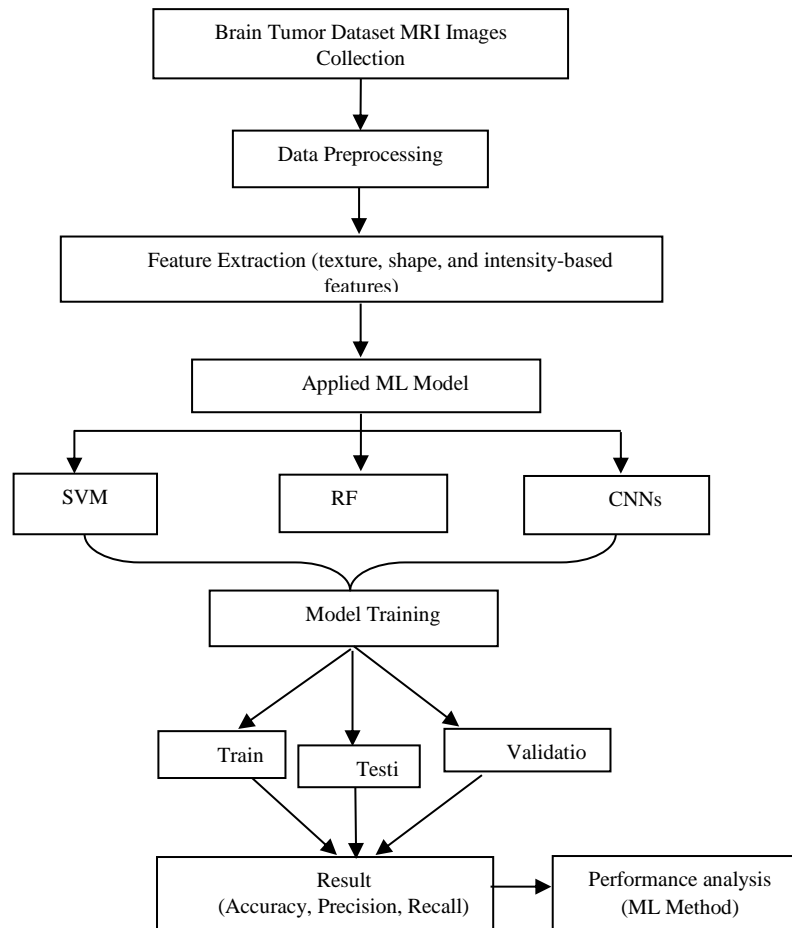 Brain Tumor Dataset MRI Images
Collection
Data Preprocessing
Feature Extraction (texture, shape, and intensity-based
features)
Applied ML Model
SVM
RF
CNNs
Model Training
Train
Testi
Validatio
Result
(Accuracy, Precision, Recall)
Performance analysis
(ML Method)